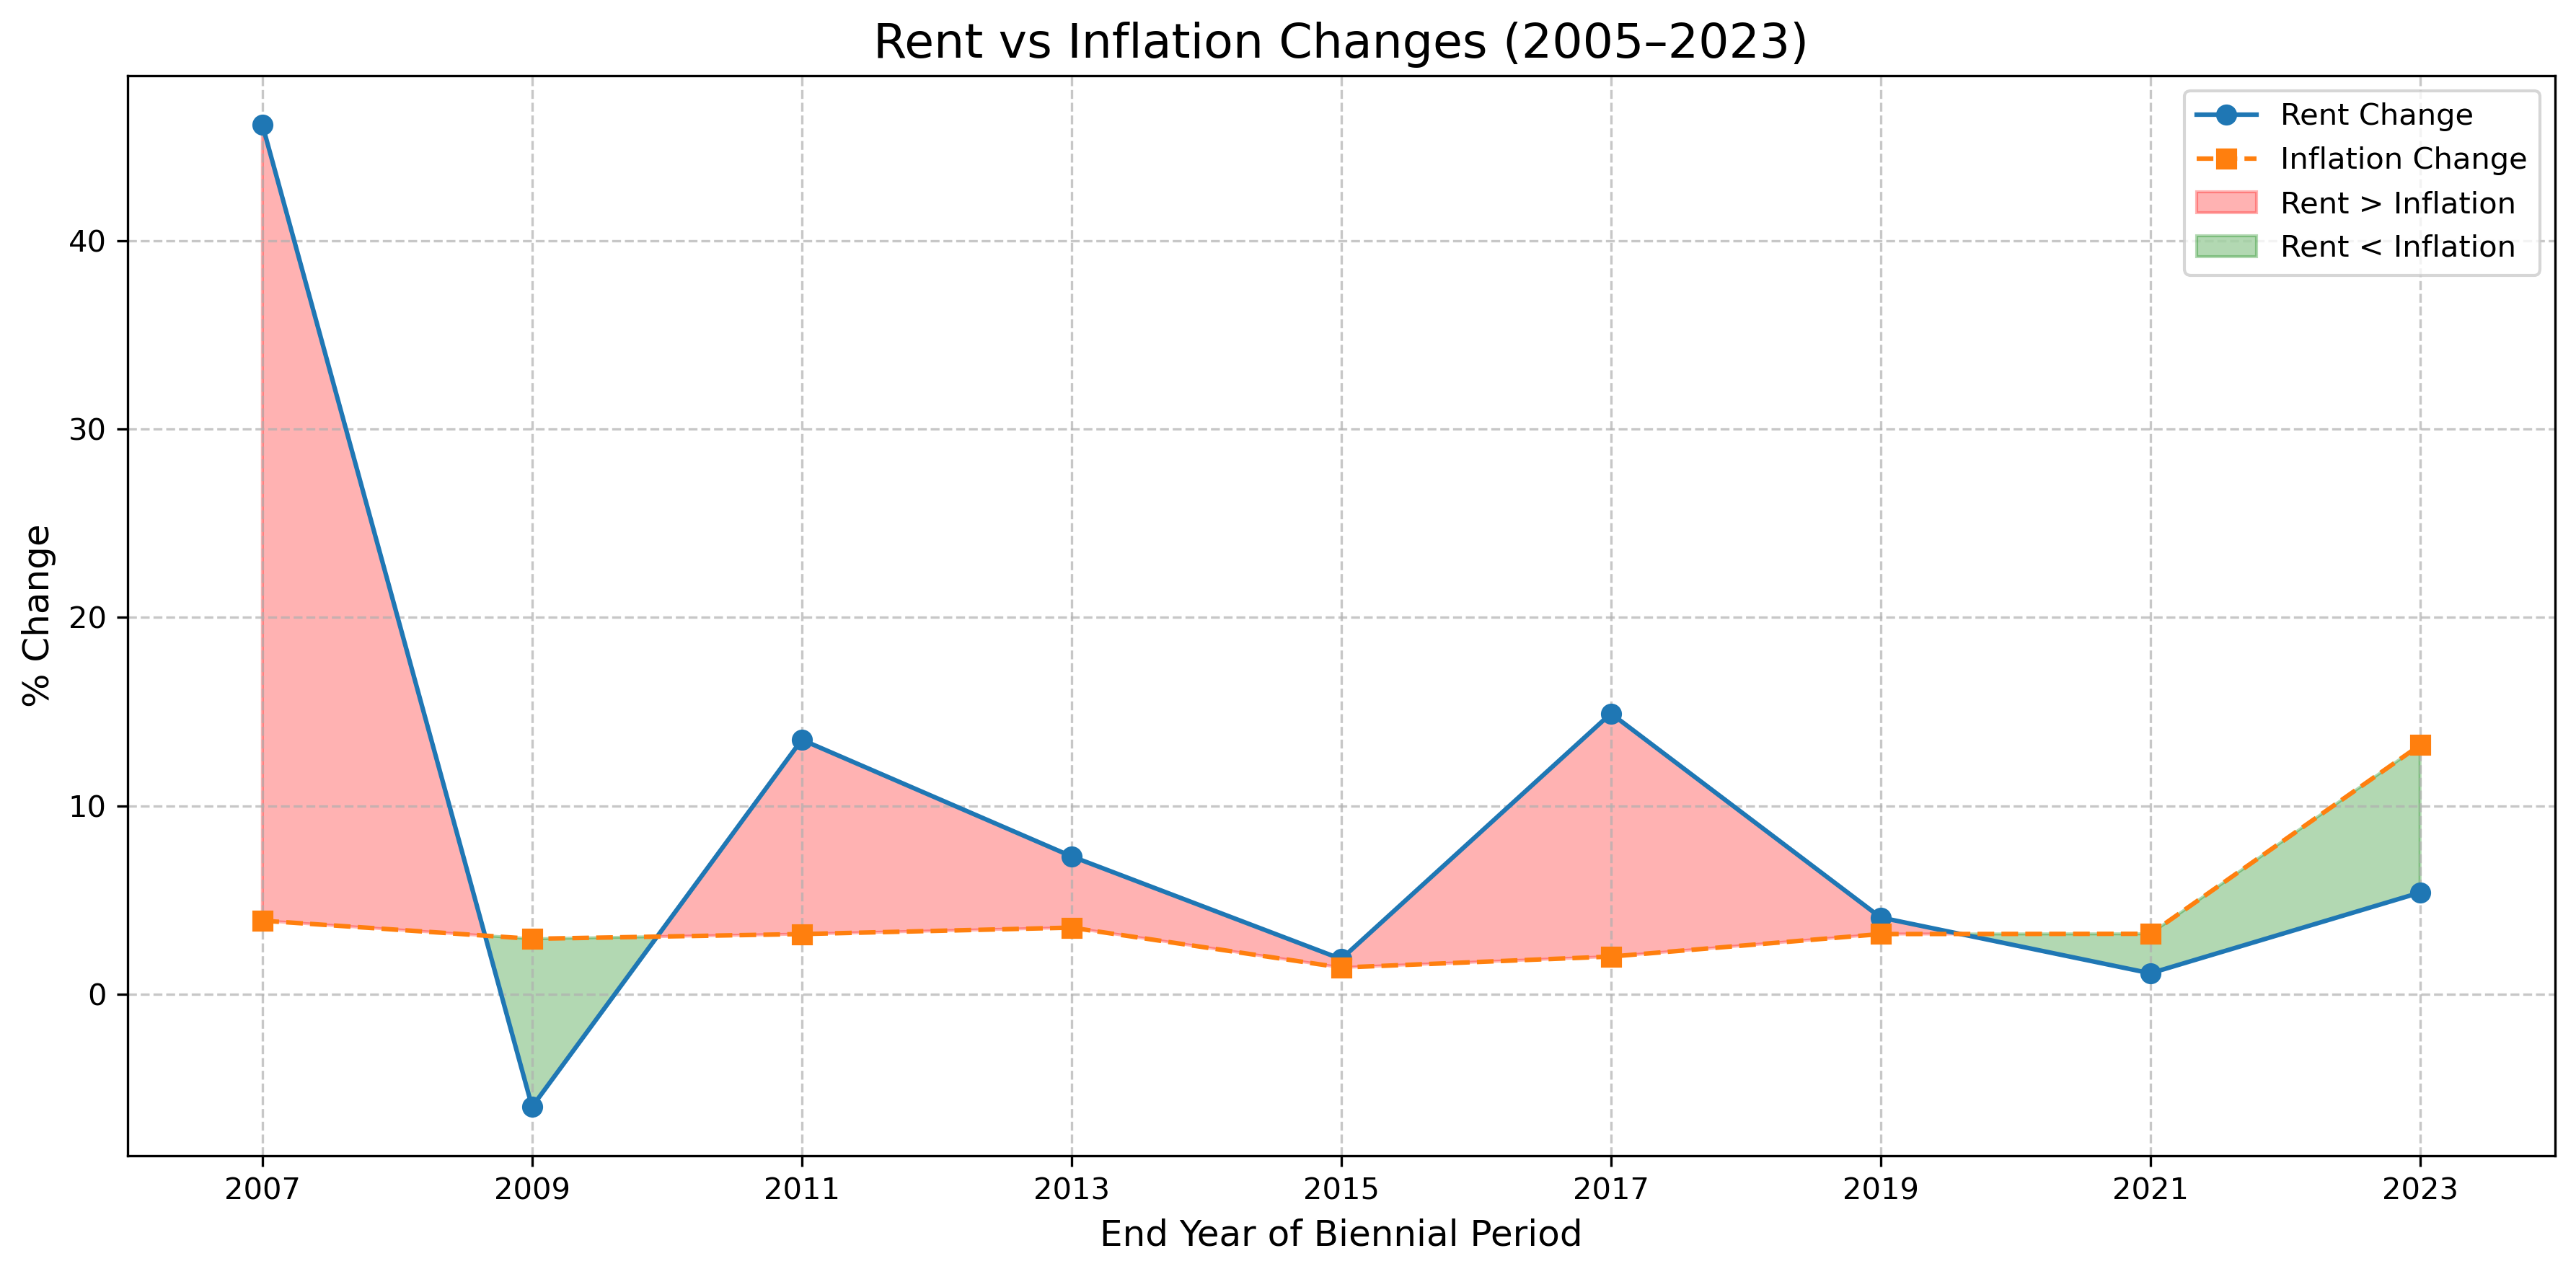 Rent vs Inflation Changes (2005–2023)
Rent Change
Inflation Change
Rent > Inflation
Rent < Inflation
% Change
40
30
20
10
0
2007 2009 2011 2013 2015 2017 2019 2021 2023
End Year of Biennial Period